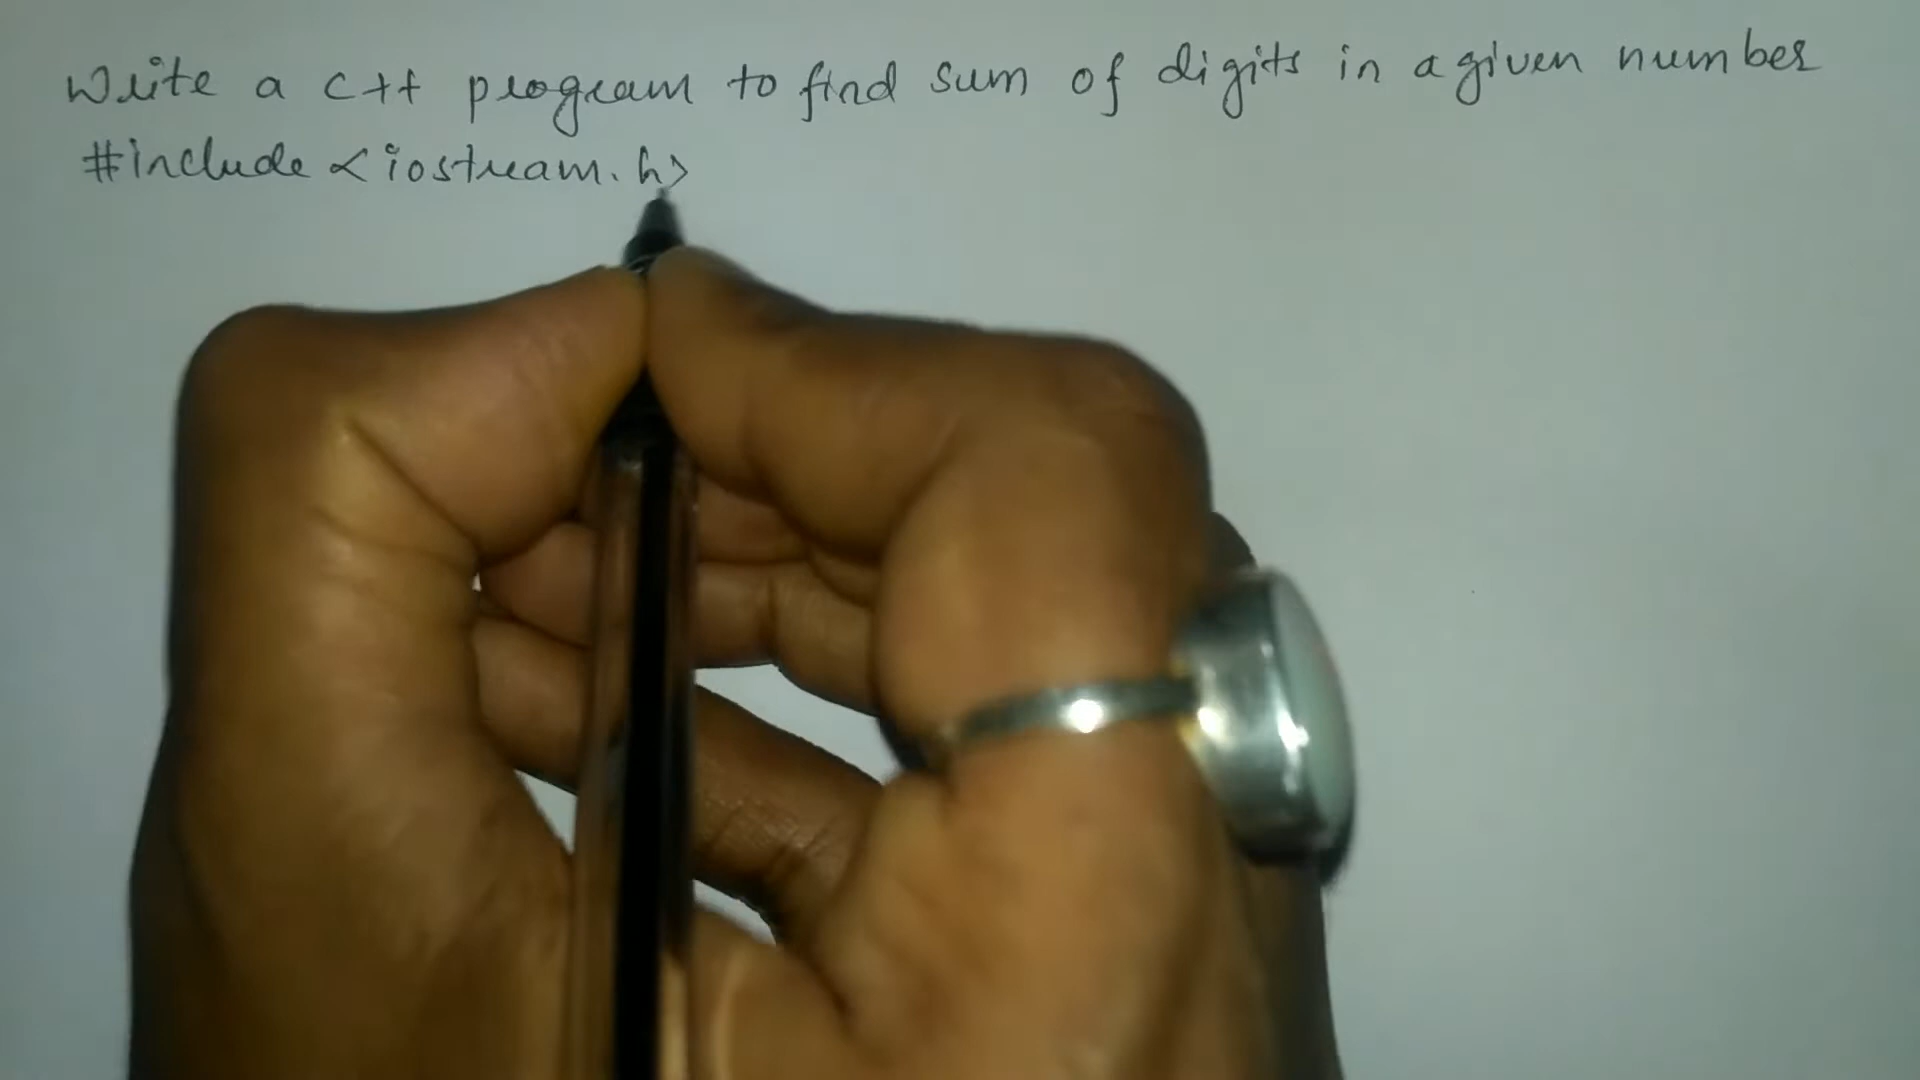 Write a c++ program to find sum of digits in a given number
#include <iostream.h>